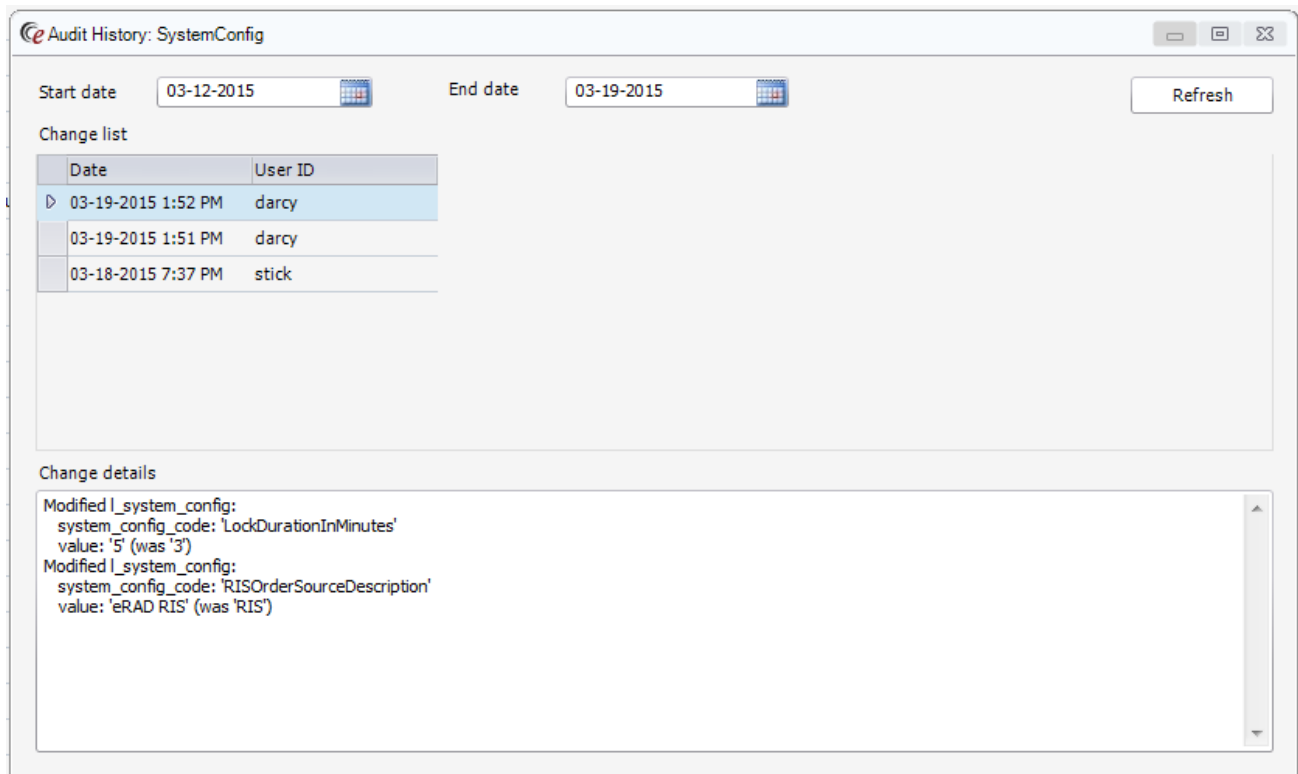 Audit History: SystemConfig
Start date 03-12-2015 End date 03-19-2015 Refresh
Change list
Date User ID
03-19-2015 1:52 PM darcy
03-19-2015 1:51 PM darcy
03-18-2015 7:37 PM stick
Change details
Modified l_system_config:
system_config_code: 'LockDurationInMinutes'
value: '5' (was '3')
Modified l_system_config:
system_config_code: 'RISOrderSourceDescription'
value: 'eRAD RIS' (was 'RIS')